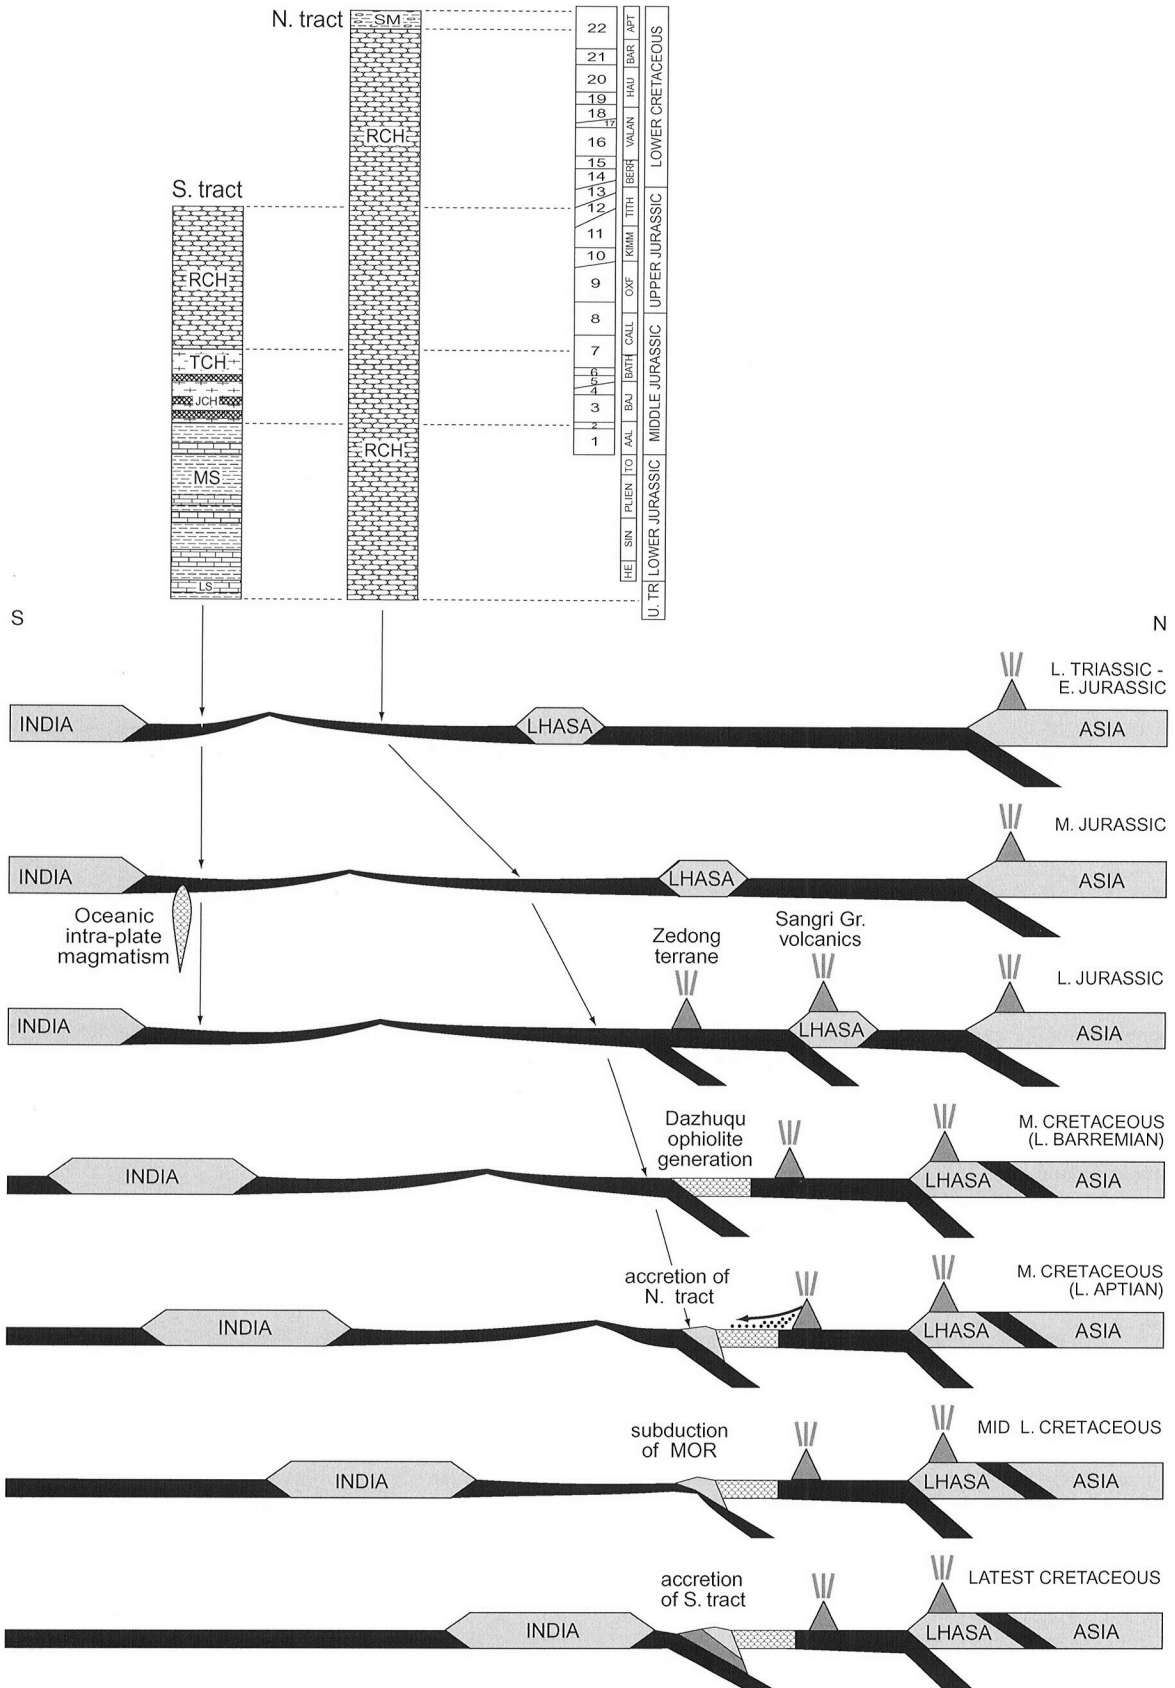 N. tract
SM
RCH
RCH
S. tract
RCH
TCH
JCH
MS
LS
22
21
20
19
18
17
16
15
14
13
12
11
10
9
8
7
6
5
4
3
2
1
APT
BAR
HAU
VALAN
BERR
TITH
KIMM
OXF
CALL
BATH
BAJ
AAL
TO
PLIEN
SIN
HE
LOWER CRETACEOUS
UPPER JURASSIC
MIDDLE JURASSIC
LOWER JURASSIC
U. TR
S
N
L. TRIASSIC -
E. JURASSIC
INDIA
LHASA
ASIA
M. JURASSIC
INDIA
LHASA
ASIA
Oceanic
intra-plate
magmatism
Zedong
terrane
Sangri Gr.
volcanics
L. JURASSIC
INDIA
LHASA
ASIA
Dazhuqu
ophiolite
generation
M. CRETACEOUS
(L. BARREMIAN)
INDIA
LHASA
ASIA
accretion of
N. tract
M. CRETACEOUS
(L. APTIAN)
INDIA
LHASA
ASIA
subduction
of MOR
MID L. CRETACEOUS
INDIA
LHASA
ASIA
accretion
of S. tract
LATEST CRETACEOUS
INDIA
LHASA
ASIA